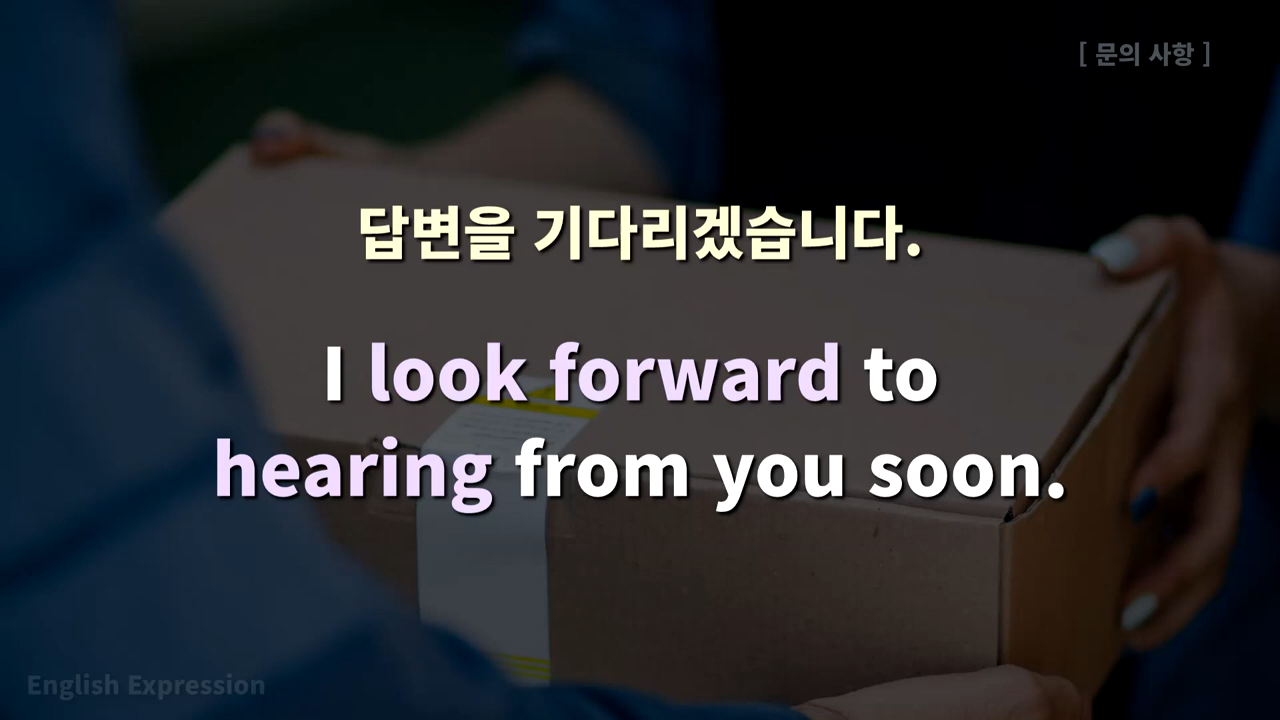 [ 문의 사항 ]
답변을 기다리겠습니다.
I look forward to
hearing from you soon.
English Expression